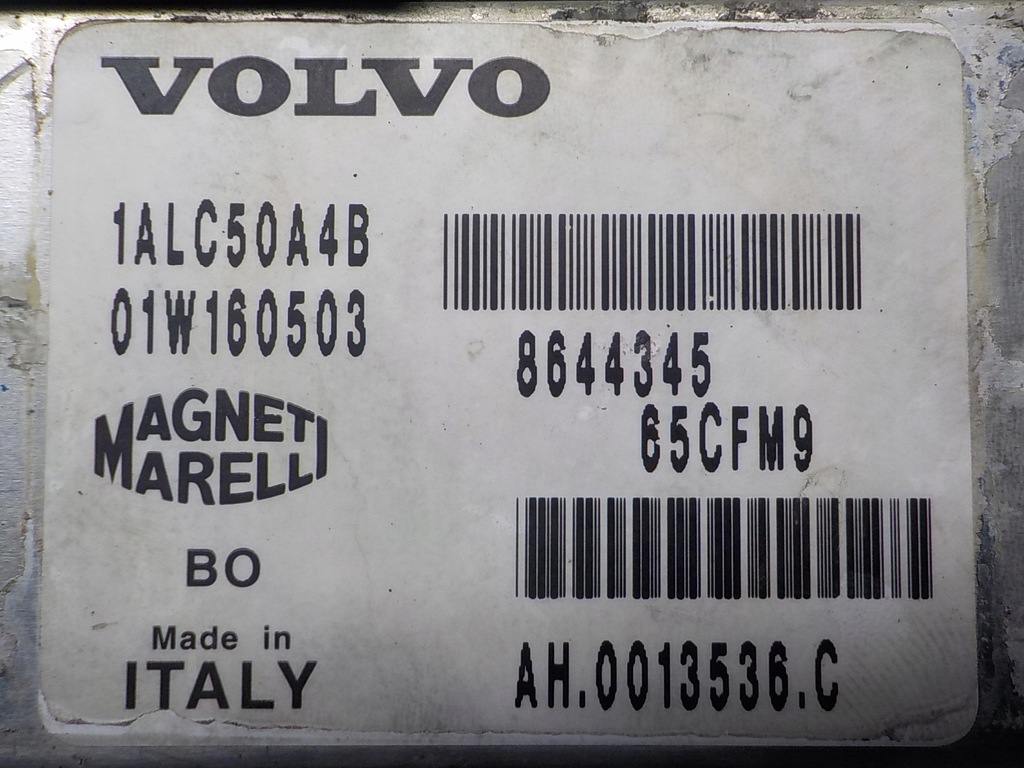 VOLVO
1ALC50A4B
01W160503
8644345
65CFM9
MAGNETI
MARELLI
BO
Made in
ITALY
AH.0013536.C